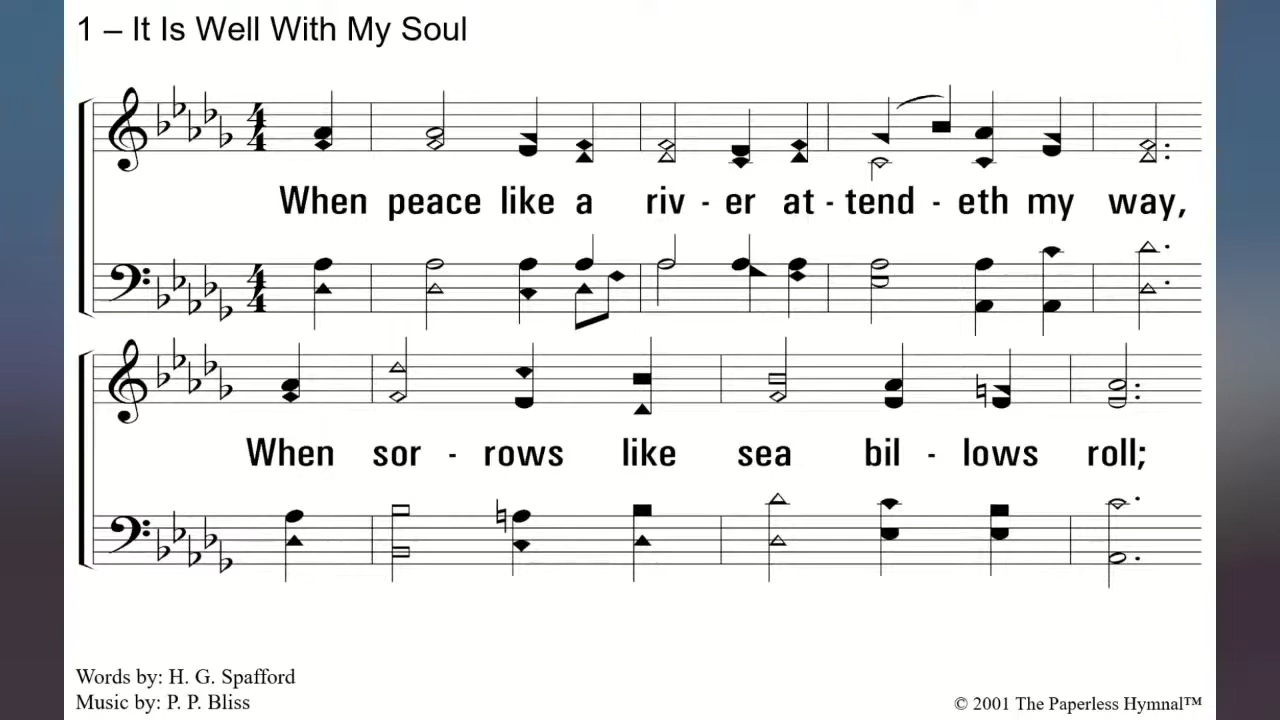 1 – It Is Well With My Soul
When peace like a riv - er at - tend - eth my way,
When sor - rows like sea bil - lows roll;
Words by: H. G. Spafford
Music by: P. P. Bliss
© 2001 The Paperless Hymnal™